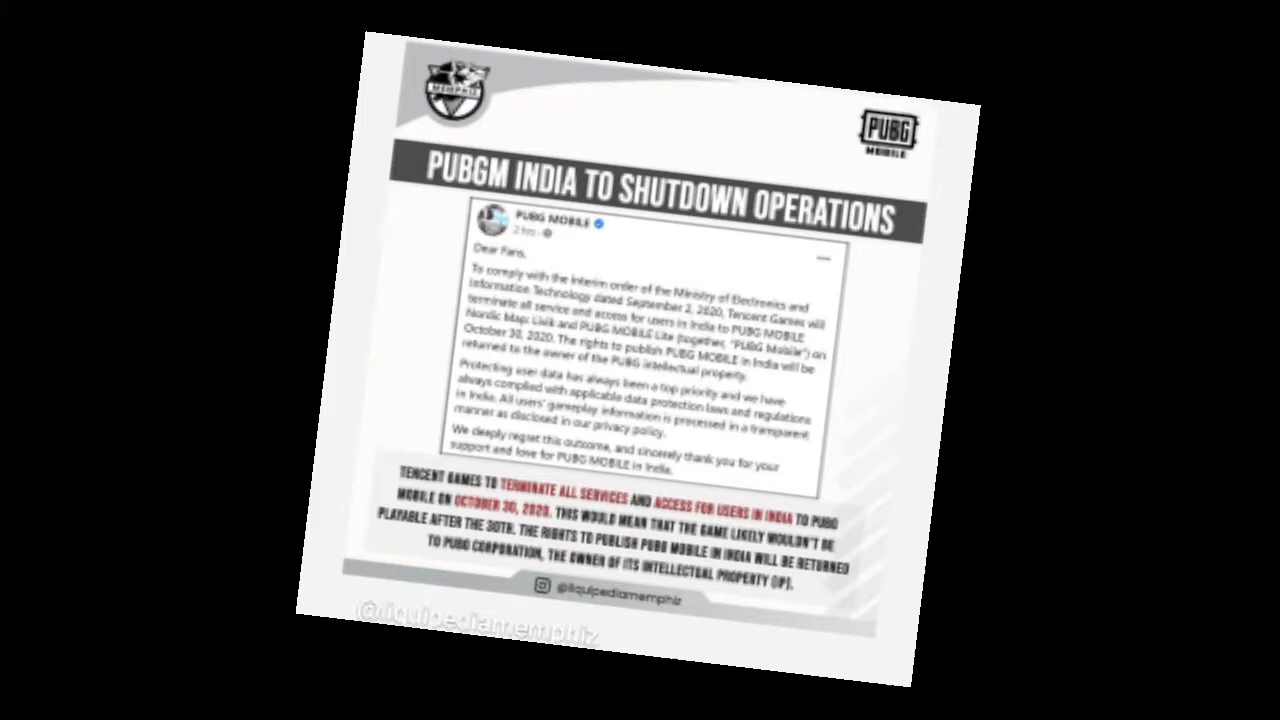 MEMPHIZ
PUBG
MOBILE
PUBGM INDIA TO SHUTDOWN OPERATIONS
PUBG MOBILE
2 hrs ·
Dear Fans,
To comply with the interim order of the Ministry of Electronics and
Information Technology dated September 2, 2020, Tencent Games will
terminate all service and access for users in India to PUBG MOBILE
Nordic Map: Livik and PUBG MOBILE Lite (together, "PUBG Mobile") on
October 30, 2020. The rights to publish PUBG MOBILE in India will be
returned to the owner of the PUBG intellectual property.
Protecting user data has always been a top priority and we have
always complied with applicable data protection laws and regulations
in India. All users' gameplay information is processed in a transparent
manner as disclosed in our privacy policy.
We deeply regret this outcome, and sincerely thank you for your
support and love for PUBG MOBILE in India.
TENCENT GAMES TO TERMINATE ALL SERVICES AND ACCESS FOR USERS IN INDIA TO PUBG
MOBILE ON OCTOBER 30, 2020. THIS WOULD MEAN THAT THE GAME LIKELY WOULDN'T BE
PLAYABLE AFTER THE 30TH. THE RIGHTS TO PUBLISH PUBG MOBILE IN INDIA WILL BE RETURNED
TO PUBG CORPORATION, THE OWNER OF ITS INTELLECTUAL PROPERTY (IP).
@liquipediamemphiz
@liquipediamemphiz